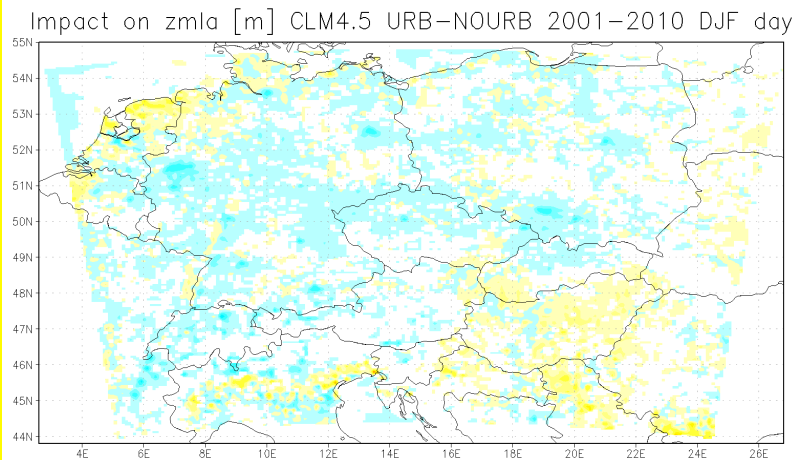 Impact on zmla [m] CLM4.5 URB-NOURB 2001-2010 DJF day
55N
54N
53N
52N
51N
50N
49N
48N
47N
46N
45N
44N
4E 6E 8E 10E 12E 14E 16E 18E 20E 22E 24E 26E